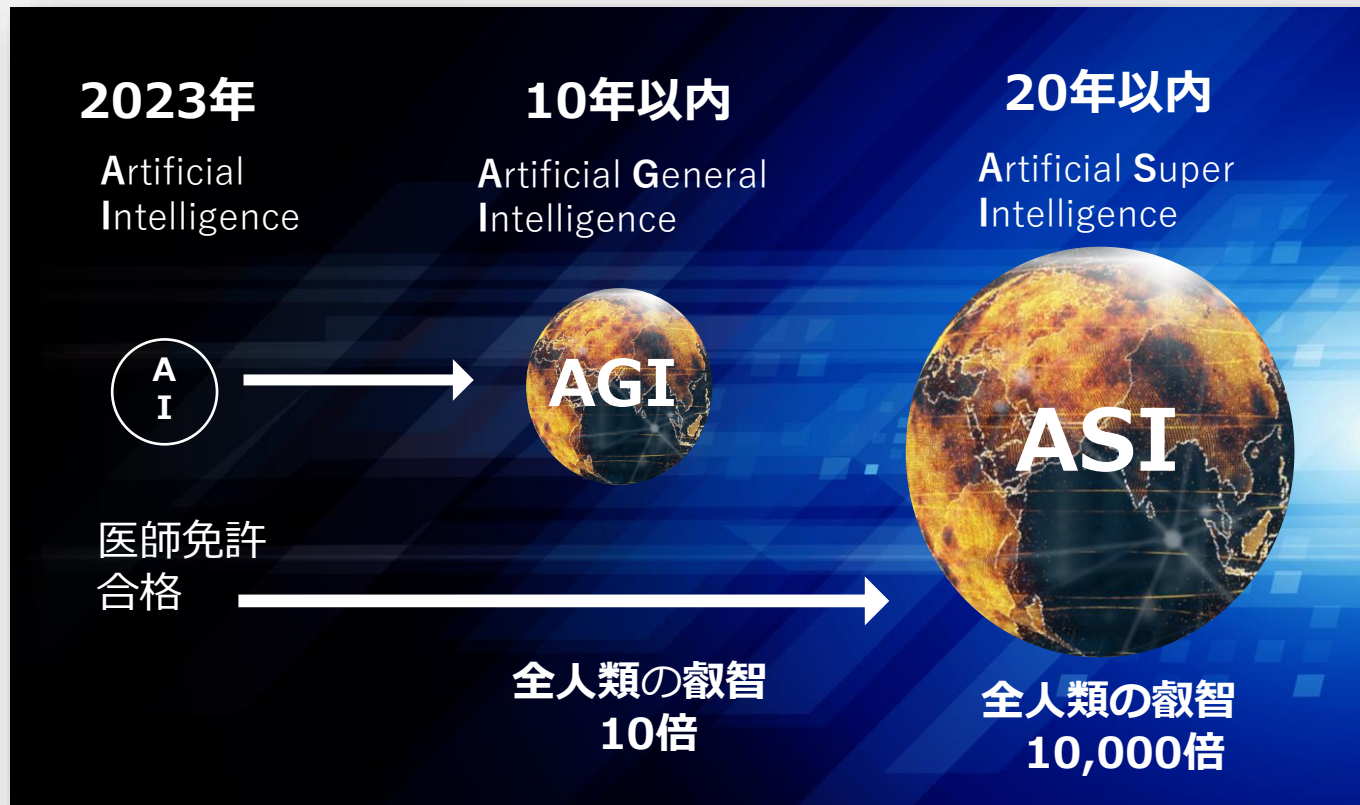 2023年
Artificial
Intelligence
A
I
医師免許
合格
10年以内
Artificial General
Intelligence
AGI
全人類の叡智
10倍
20年以内
Artificial Super
Intelligence
ASI
全人類の叡智
10,000倍